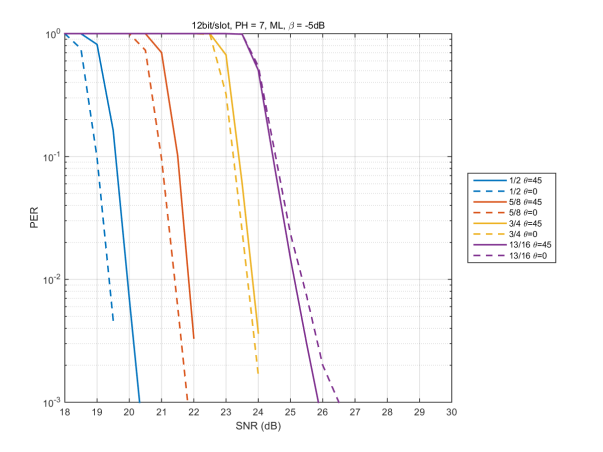 12bit/slot, PH = 7, ML, β = -5dB
10^0
10^-1
10^-2
10^-3
PER
18 19 20 21 22 23 24 25 26 27 28 29 30
SNR (dB)
1/2 θ=45
1/2 θ=0
5/8 θ=45
5/8 θ=0
3/4 θ=45
3/4 θ=0
13/16 θ=45
13/16 θ=0